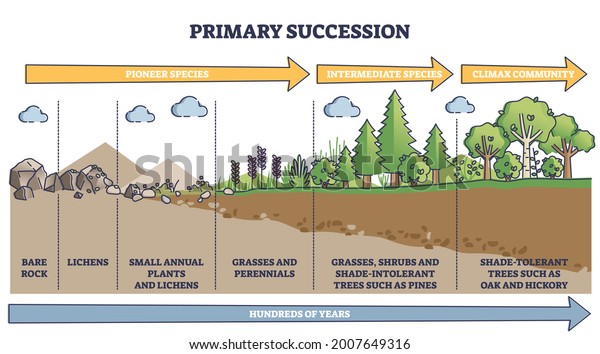 PRIMARY SUCCESSION
PIONEER SPECIES
INTERMEDIATE SPECIES
CLIMAX COMMUNITY
BARE
ROCK
LICHENS
SMALL ANNUAL
PLANTS
AND LICHENS
GRASSES AND
PERENNIALS
GRASSES, SHRUBS AND
SHADE-INTOLERANT
TREES SUCH AS PINES
SHADE-TOLERANT
TREES SUCH AS
OAK AND HICKORY
HUNDREDS OF YEARS
shutterstock.com · 2007649316